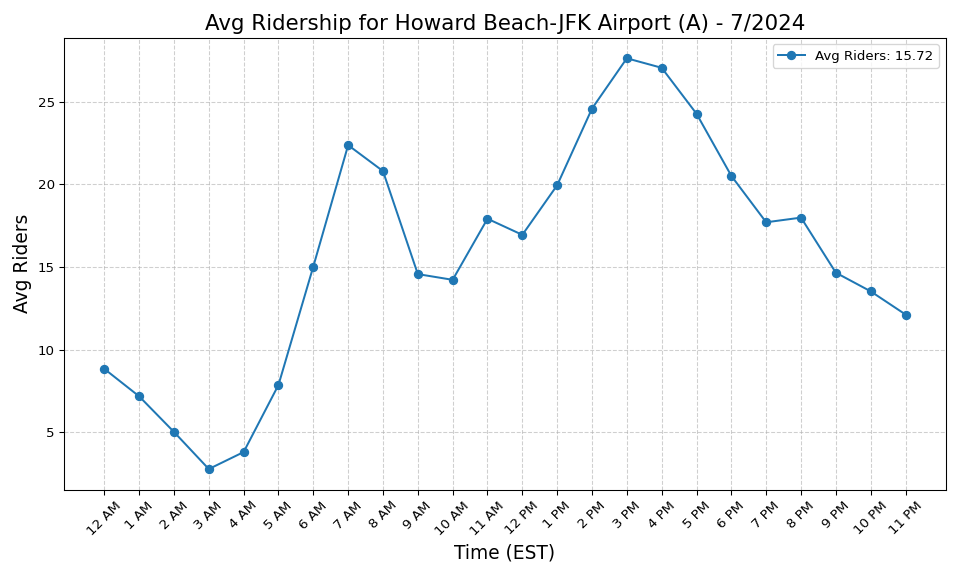 Avg Ridership for Howard Beach-JFK Airport (A) - 7/2024
Avg Riders: 15.72
Avg Riders
25
20
15
10
5
12 AM
1 AM
2 AM
3 AM
4 AM
5 AM
6 AM
7 AM
8 AM
9 AM
10 AM
11 AM
12 PM
1 PM
2 PM
3 PM
4 PM
5 PM
6 PM
7 PM
8 PM
9 PM
10 PM
11 PM
Time (EST)